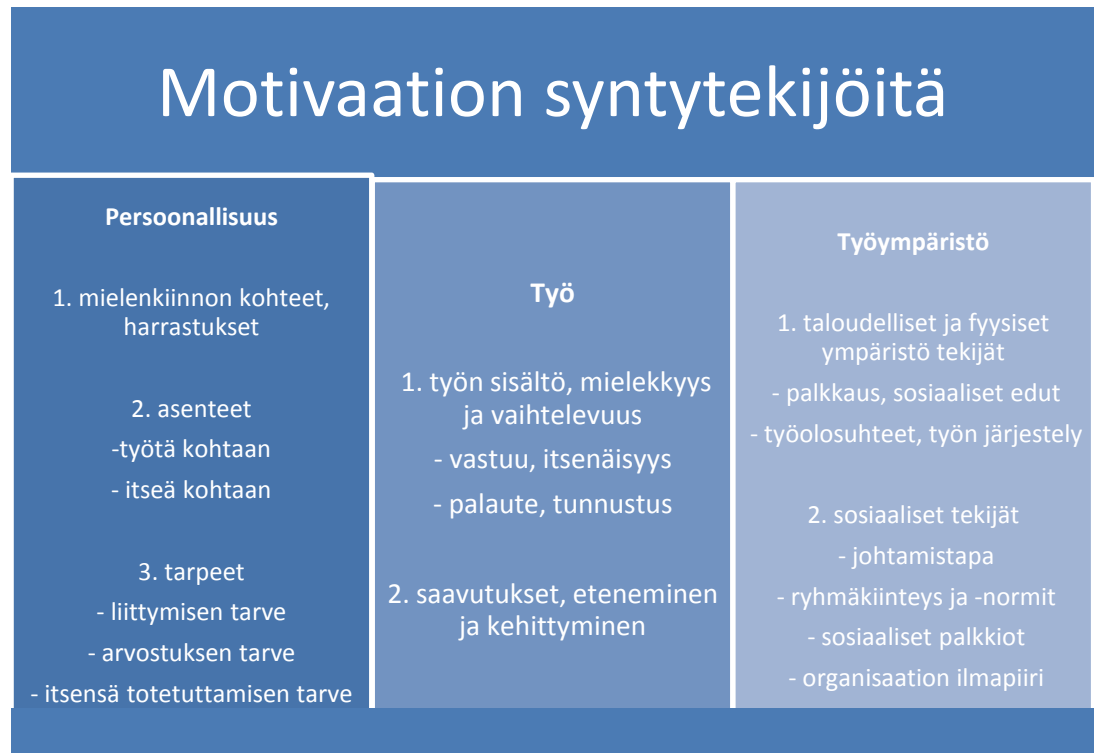 Motivaation syntytekijöitä
Persoonallisuus
1. mielenkiinnon kohteet,
harrastukset
2. asenteet
-työtä kohtaan
- itseä kohtaan
3. tarpeet
- liittymisen tarve
- arvostuksen tarve
- itsensä totetuttamisen tarve
Työ
1. työn sisältö, mielekkyys
ja vaihtelevuus
- vastuu, itsenäisyys
- palaute, tunnustus
2. saavutukset, eteneminen
ja kehittyminen
Työympäristö
1. taloudelliset ja fyysiset
ympäristö tekijät
- palkkaus, sosiaaliset edut
- työolosuhteet, työn järjestely
2. sosiaaliset tekijät
- johtamistapa
- ryhmäkiinteys ja -normit
- sosiaaliset palkkiot
- organisaation ilmapiiri